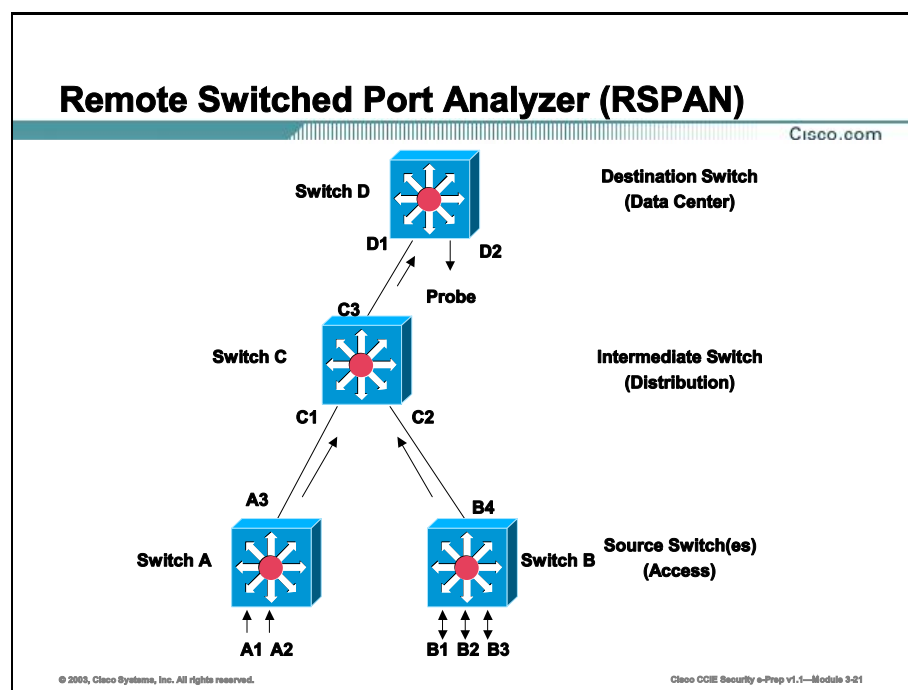 Remote Switched Port Analyzer (RSPAN)
Cisco.com
Switch D
Destination Switch
(Data Center)
D1
D2
Probe
C3
Switch C
Intermediate Switch
(Distribution)
C1
C2
A3
B4
Switch A
Switch B
Source Switch(es)
(Access)
A1 A2
B1 B2 B3
© 2003, Cisco Systems, Inc. All rights reserved.
Cisco CCIE Security e-Prep v1.1—Module 3-21